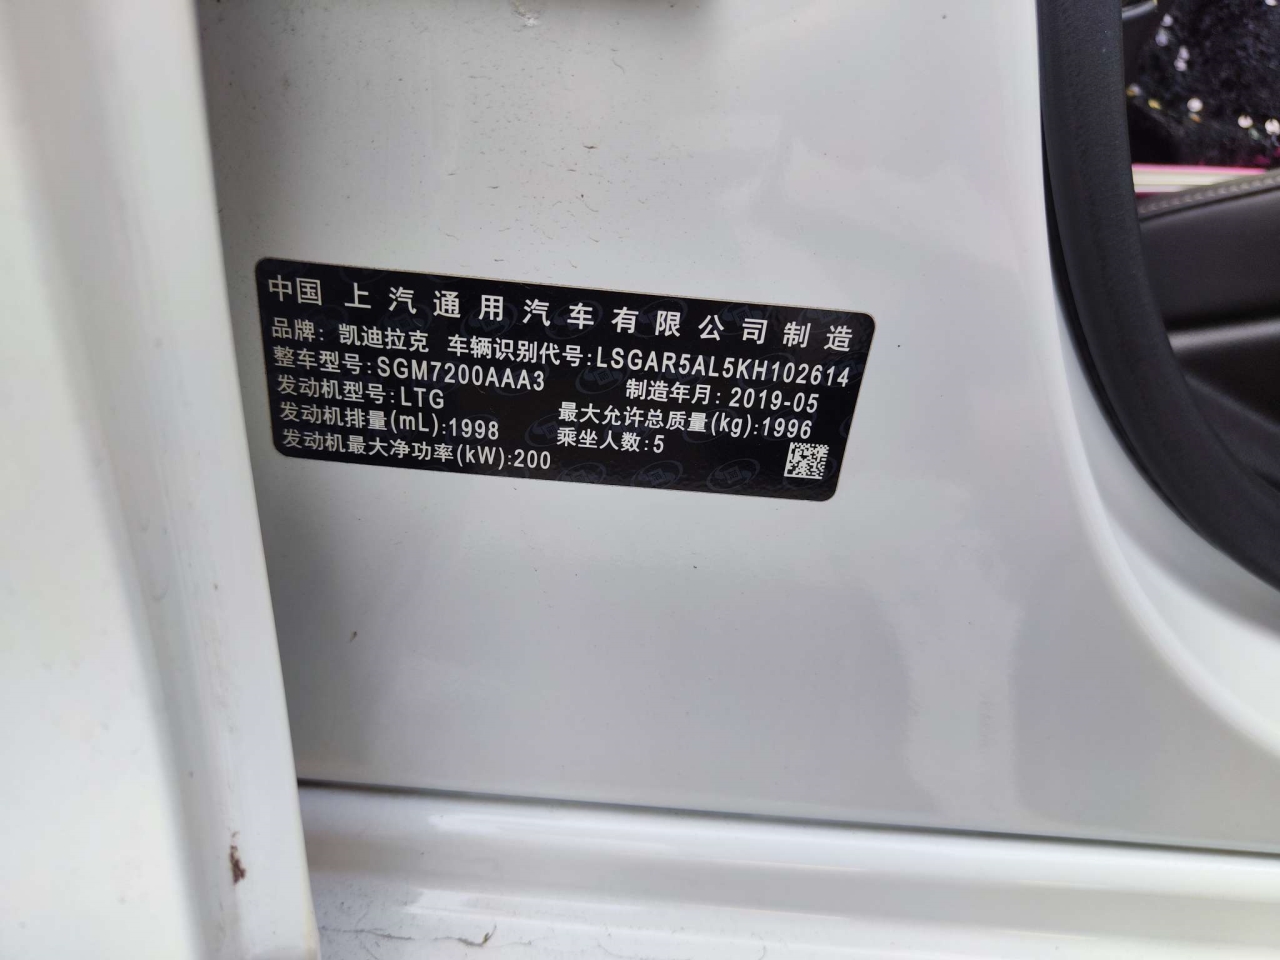 中国 上汽通用汽车有限公司制造
品牌: 凯迪拉克 车辆识别代号:LSGAR5AL5KH102614
整车型号:SGM7200AAA3 制造年月: 2019-05
发动机型号:LTG 最大允许总质量(kg):1996
发动机排量(mL):1998 乘坐人数:5
发动机最大净功率(kW):200